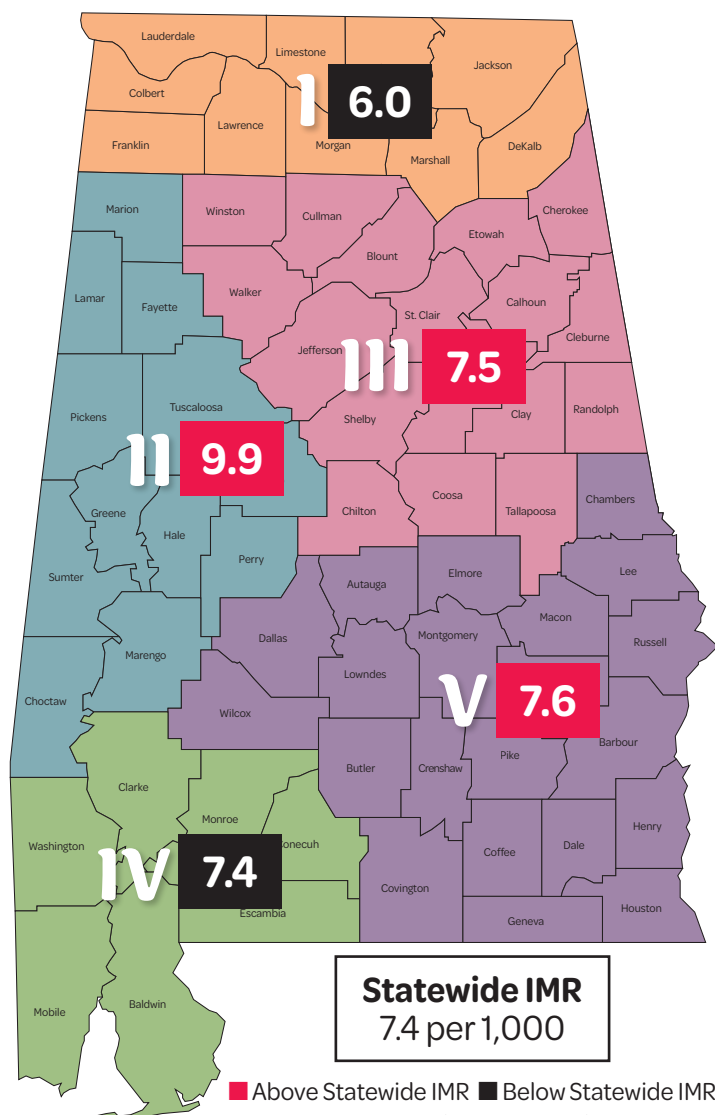 Lauderdale
Limestone
Jackson
Colbert
I 6.0
Lawrence
Franklin
Morgan
Marshall
DeKalb
Marion
Winston
Cullman
Cherokee
Etowah
Blount
Lamar
Fayette
Walker
Calhoun
St. Clair
Cleburne
Jefferson
III 7.5
Pickens
Tuscaloosa
Shelby
Clay
Randolph
II 9.9
Greene
Hale
Chilton
Coosa
Tallapoosa
Chambers
Sumter
Perry
Autauga
Elmore
Lee
Macon
Dallas
Montgomery
Russell
Marengo
Lowndes
Choctaw
Wilcox
V 7.6
Barbour
Clarke
Butler
Crenshaw
Pike
Monroe
Washington
onecuh
IV 7.4
Henry
Coffee
Dale
Covington
Escambia
Geneva
Houston
Mobile
Baldwin
Statewide IMR
7.4 per 1,000
Above Statewide IMR Below Statewide IMR